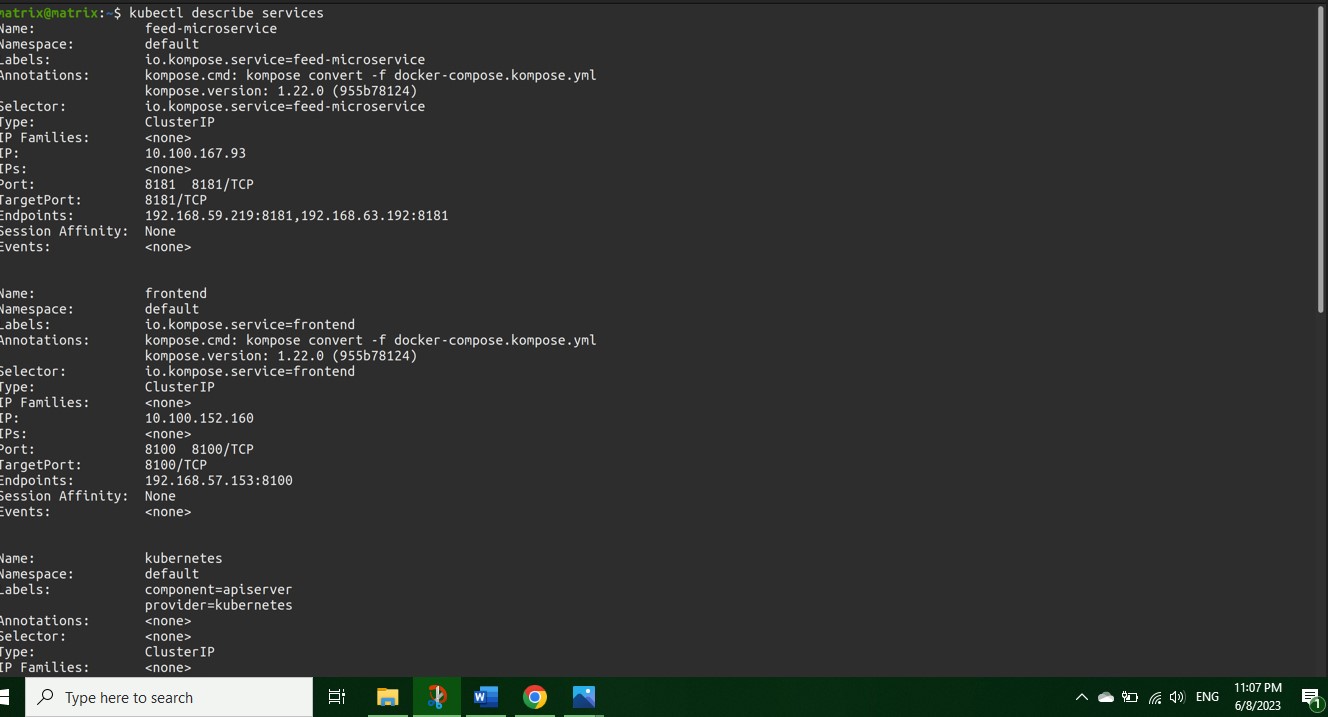 matrix@matrix:~$ kubectl describe services
Name: feed-microservice
Namespace: default
Labels: io.kompose.service=feed-microservice
Annotations: kompose.cmd: kompose convert -f docker-compose.kompose.yml
kompose.version: 1.22.0 (955b78124)
Selector: io.kompose.service=feed-microservice
Type: ClusterIP
IP Families: <none>
IP: 10.100.167.93
IPs: <none>
Port: 8181 8181/TCP
TargetPort: 8181/TCP
Endpoints: 192.168.59.219:8181,192.168.63.192:8181
Session Affinity: None
Events: <none>
Name: frontend
Namespace: default
Labels: io.kompose.service=frontend
Annotations: kompose.cmd: kompose convert -f docker-compose.kompose.yml
kompose.version: 1.22.0 (955b78124)
Selector: io.kompose.service=frontend
Type: ClusterIP
IP Families: <none>
IP: 10.100.152.160
IPs: <none>
Port: 8100 8100/TCP
TargetPort: 8100/TCP
Endpoints: 192.168.57.153:8100
Session Affinity: None
Events: <none>
Name: kubernetes
Namespace: default
Labels: component=apiserver
provider=kubernetes
Annotations: <none>
Selector: <none>
Type: ClusterIP
IP Families: <none>
Type here to search
W
ENG
11:07 PM
6/8/2023
1